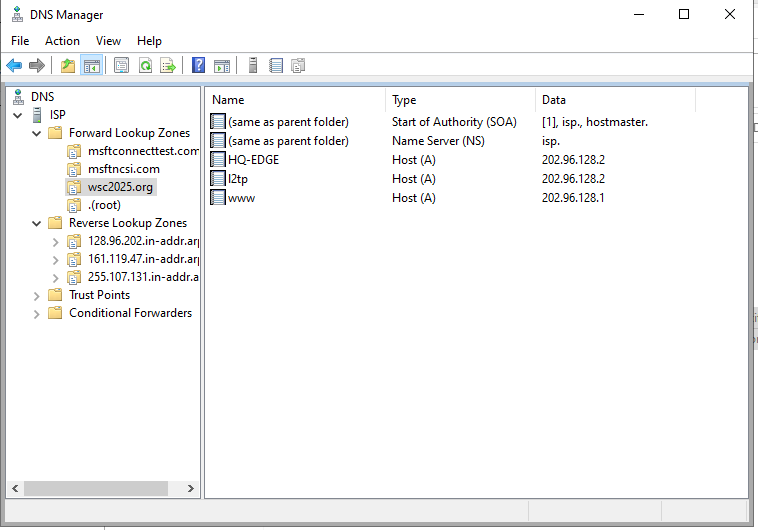 DNS Manager
File Action View Help
DNS
ISP
Forward Lookup Zones
msftconnecttest.com
msftncsi.com
wsc2025.org
.(root)
Reverse Lookup Zones
128.96.202.in-addr.arp
161.119.47.in-addr.arp
255.107.131.in-addr.a
Trust Points
Conditional Forwarders
Name Type Data
(same as parent folder) Start of Authority (SOA) [1], isp., hostmaster.
(same as parent folder) Name Server (NS) isp.
HQ-EDGE Host (A) 202.96.128.2
l2tp Host (A) 202.96.128.2
www Host (A) 202.96.128.1